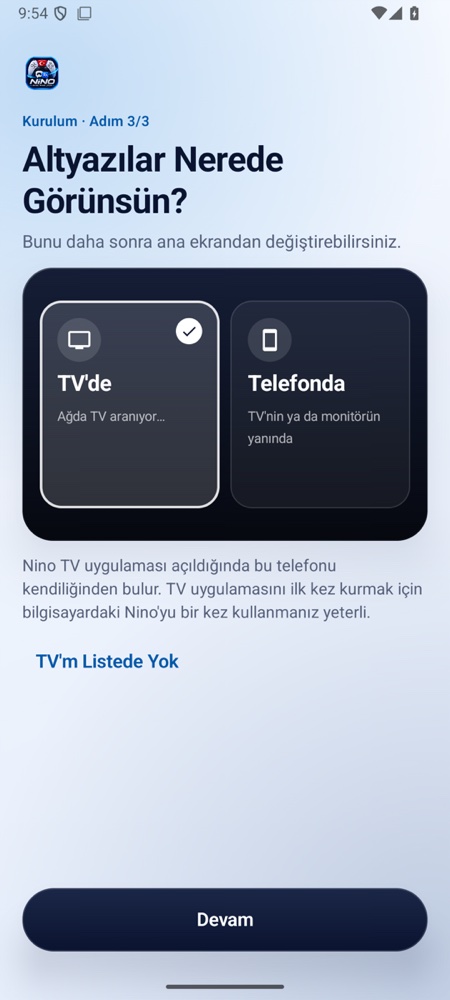 9:54
NiNO
Kurulum · Adım 3/3
Altyazılar Nerede
Görünsün?
Bunu daha sonra ana ekrandan değiştirebilirsiniz.
TV'de
Ağda TV aranıyor...
Telefonda
TV'nin ya da monitörün
yanında
Nino TV uygulaması açıldığında bu telefonu
kendiliğinden bulur. TV uygulamasını ilk kez kurmak için
bilgisayardaki Nino'yu bir kez kullanmanız yeterli.
TV'm Listede Yok
Devam